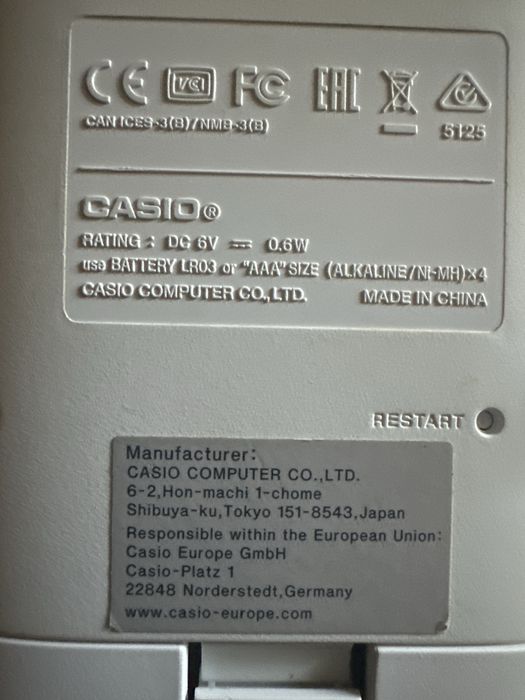 CE VCI FC EAC
CAN ICES-3(B)/NMB-3(B)
5125
CASIO®
RATING : DC 6V ⎓ 0.6W
use BATTERY LR03 or "AAA" SIZE (ALKALINE/Ni-MH)×4
CASIO COMPUTER CO.,LTD. MADE IN CHINA
RESTART
Manufacturer:
CASIO COMPUTER CO.,LTD.
6-2,Hon-machi 1-chome
Shibuya-ku,Tokyo 151-8543,Japan
Responsible within the European Union:
Casio Europe GmbH
Casio-Platz 1
22848 Norderstedt,Germany
www.casio-europe.com